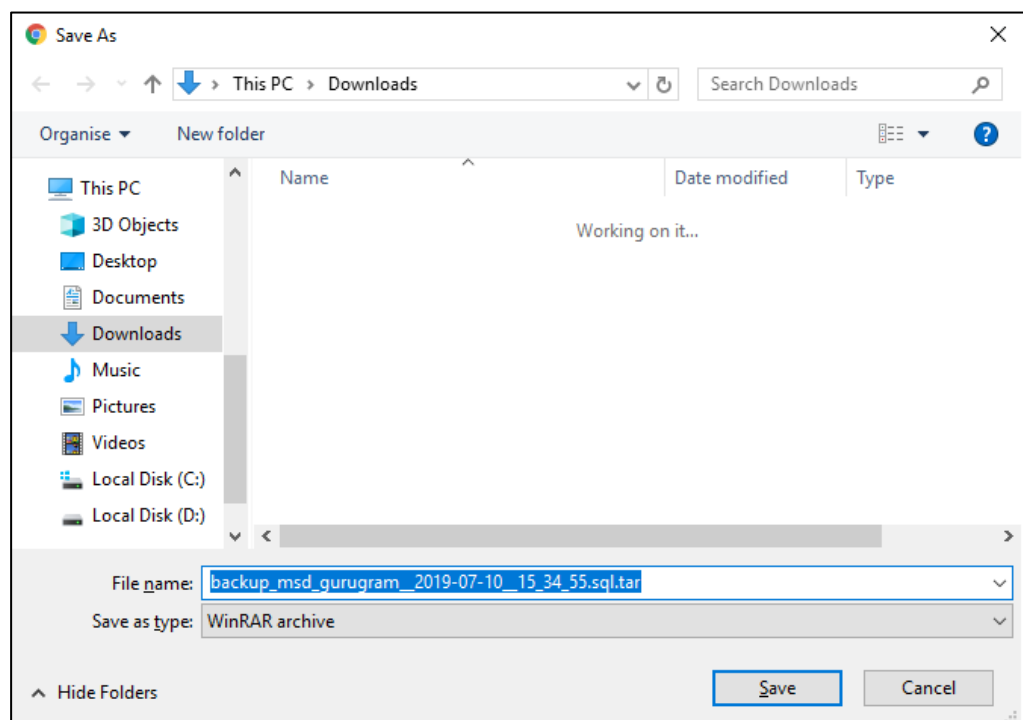 Save As
This PC > Downloads
Search Downloads
Organise
New folder
?
Name
Date modified
Type
Working on it...
This PC
3D Objects
Desktop
Documents
Downloads
Music
Pictures
Videos
Local Disk (C:)
Local Disk (D:)
File name: backup_msd_gurugram__2019-07-10__15_34_55.sql.tar
Save as type: WinRAR archive
Hide Folders
Save
Cancel